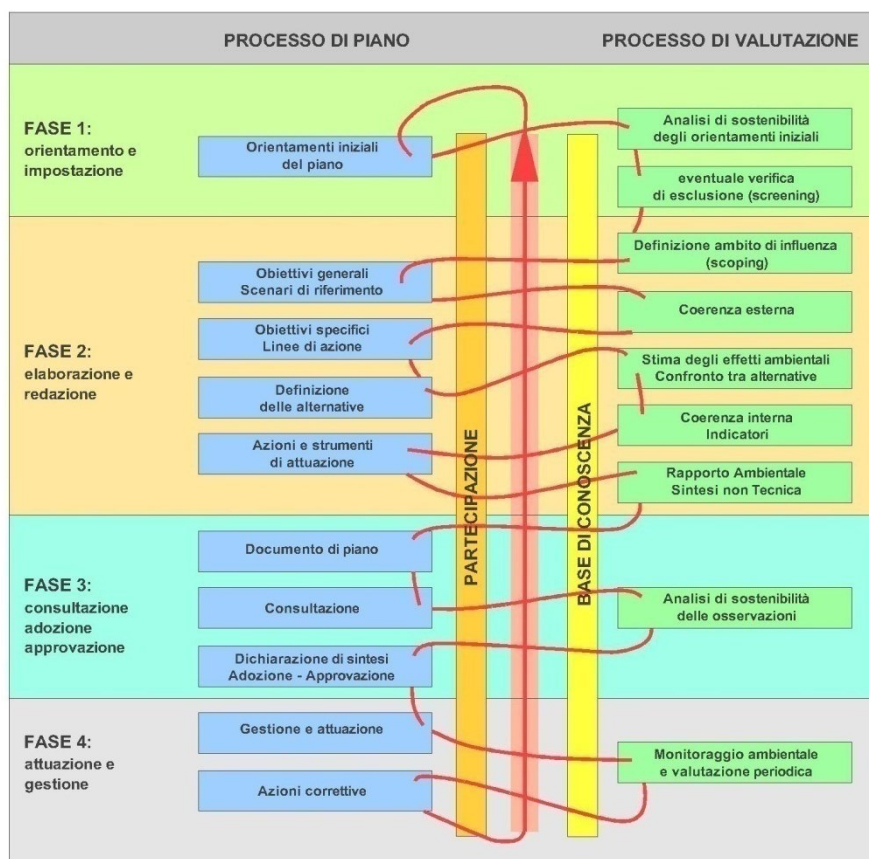 PROCESSO DI PIANO
PROCESSO DI VALUTAZIONE
FASE 1:
orientamento e
impostazione
Orientamenti iniziali
del piano
Analisi di sostenibilità
degli orientamenti iniziali
eventuale verifica
di esclusione (screening)
FASE 2:
elaborazione e
redazione
Obiettivi generali
Scenari di riferimento
Obiettivi specifici
Linee di azione
Definizione
delle alternative
Azioni e strumenti
di attuazione
Definizione ambito di influenza
(scoping)
Coerenza esterna
Stima degli effetti ambientali
Confronto tra alternative
Coerenza interna
Indicatori
Rapporto Ambientale
Sintesi non Tecnica
PARTECIPAZIONE
BASE DI CONOSCENZA
FASE 3:
consultazione
adozione
approvazione
Documento di piano
Consultazione
Dichiarazione di sintesi
Adozione - Approvazione
Analisi di sostenibilità
delle osservazioni
FASE 4:
attuazione e
gestione
Gestione e attuazione
Azioni correttive
Monitoraggio ambientale
e valutazione periodica